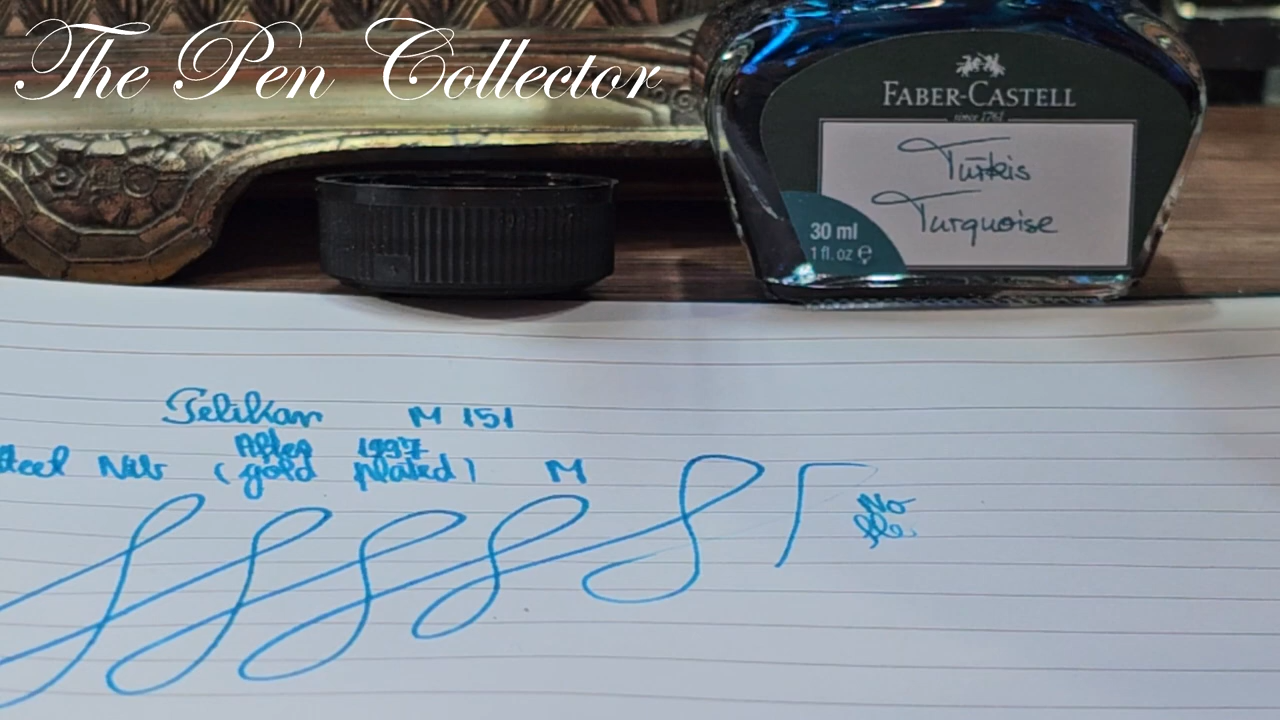 The Pen Collector
FABER-CASTELL
since 1761
Türkis
Turquoise
30 ml
1 fl. oz ℮
Pelikan M 151
After 1997
steel Nib (gold plated) M
No